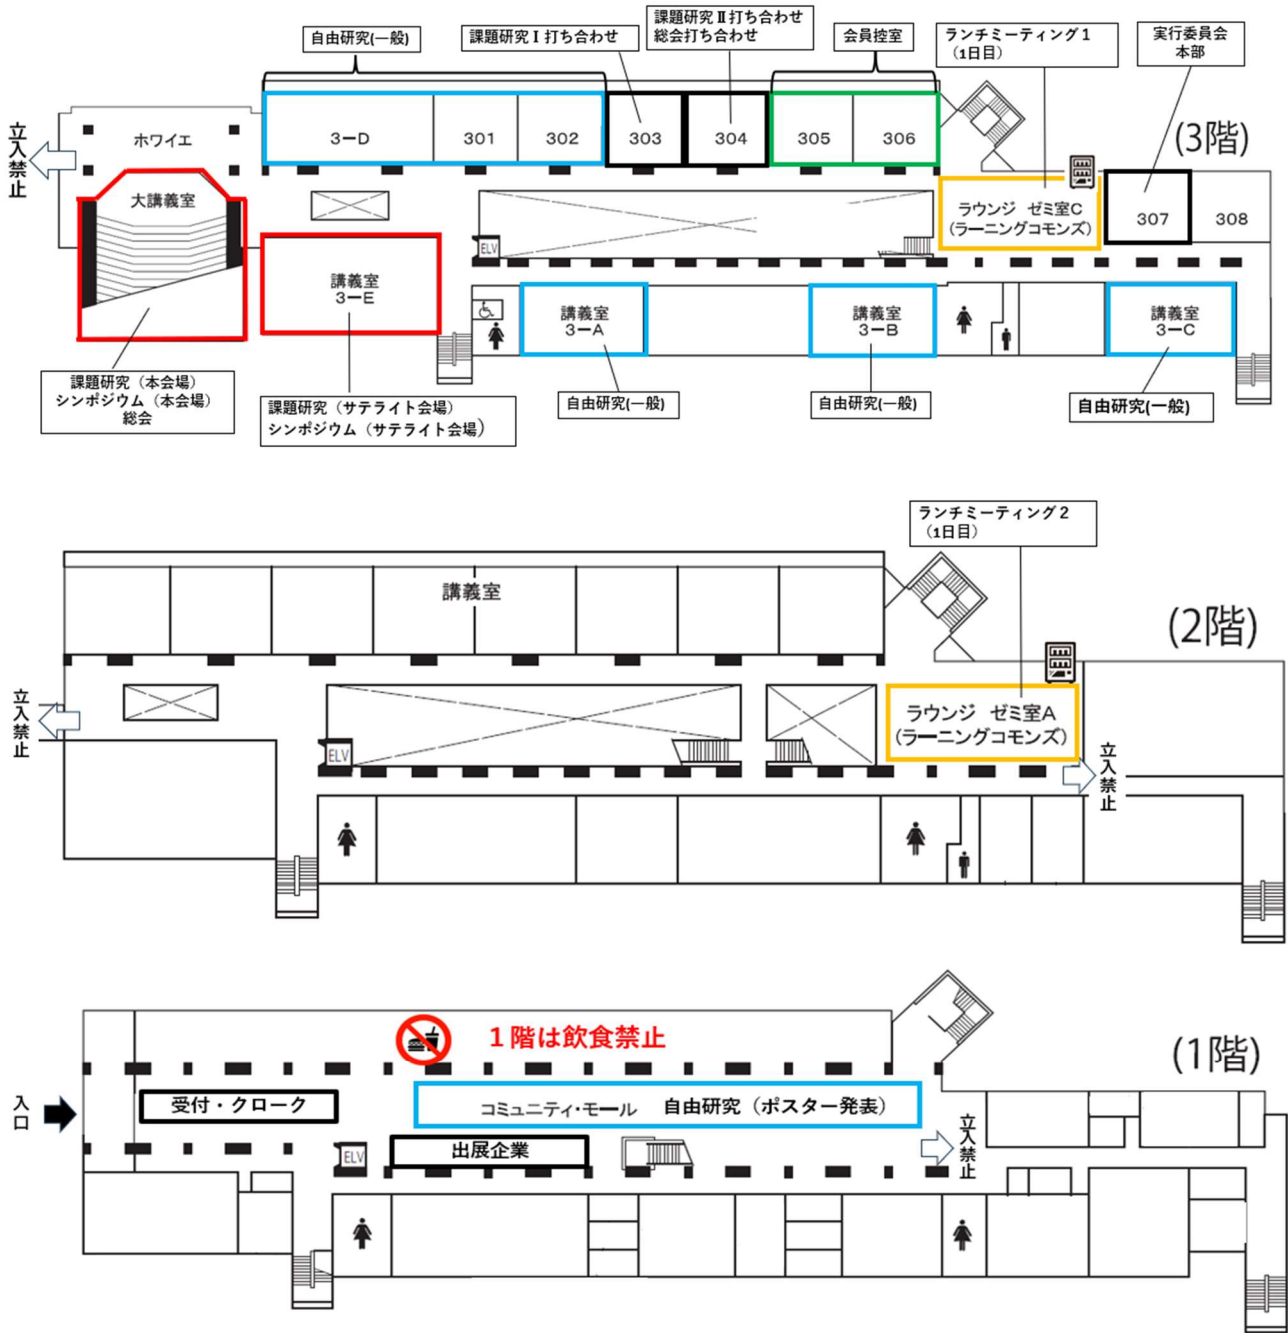 自由研究(一般)
課題研究Ⅰ打ち合わせ
課題研究Ⅱ打ち合わせ
総会打ち合わせ
会員控室
ランチミーティング1
(1日目)
実行委員会
本部
(3階)
立入禁止
ホワイエ
3ーD
301
302
303
304
305
306
大講義室
ラウンジ ゼミ室C
(ラーニングコモンズ)
307
308
ELV
講義室
3ーE
講義室
3ーA
講義室
3ーB
講義室
3ーC
課題研究(本会場)
シンポジウム(本会場)
総会
課題研究(サテライト会場)
シンポジウム(サテライト会場)
自由研究(一般)
自由研究(一般)
自由研究(一般)
ランチミーティング2
(1日目)
講義室
(2階)
立入禁止
ラウンジ ゼミ室A
(ラーニングコモンズ)
ELV
立入禁止
1階は飲食禁止
(1階)
入口
受付・クローク
コミュニティ・モール 自由研究(ポスター発表)
出展企業
ELV
立入禁止